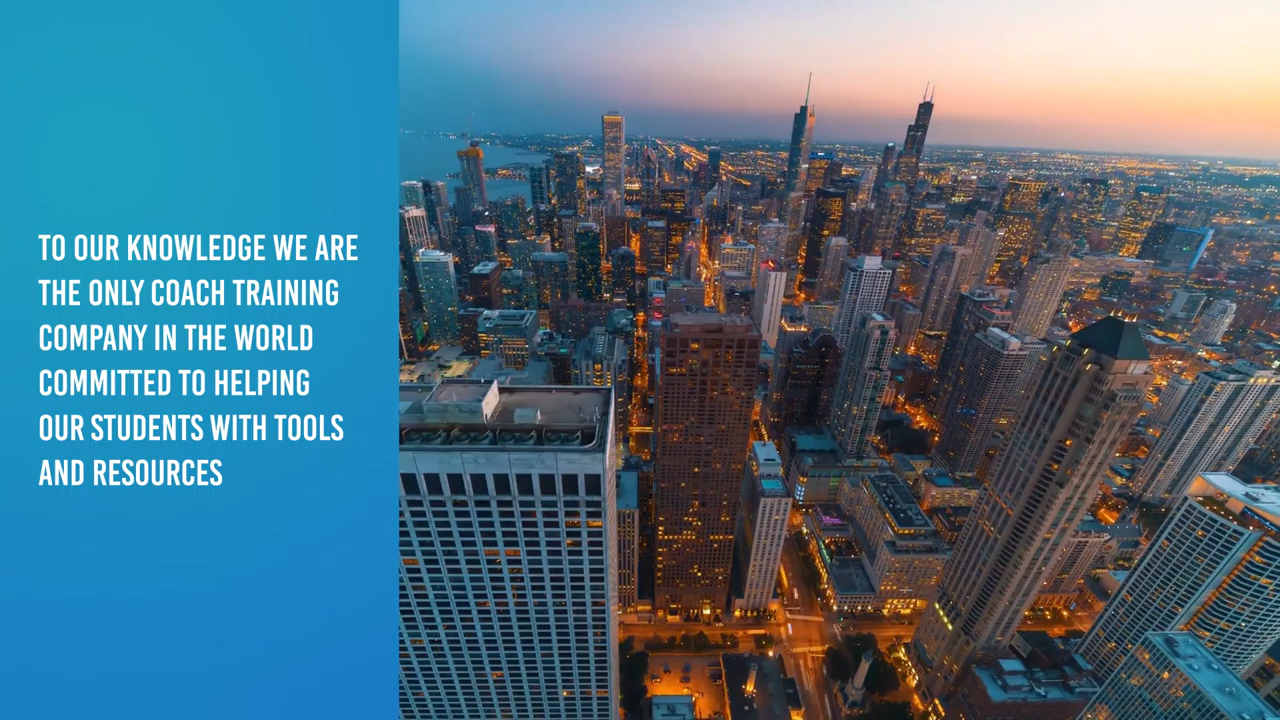 TO OUR KNOWLEDGE WE ARE
THE ONLY COACH TRAINING
COMPANY IN THE WORLD
COMMITTED TO HELPING
OUR STUDENTS WITH TOOLS
AND RESOURCES